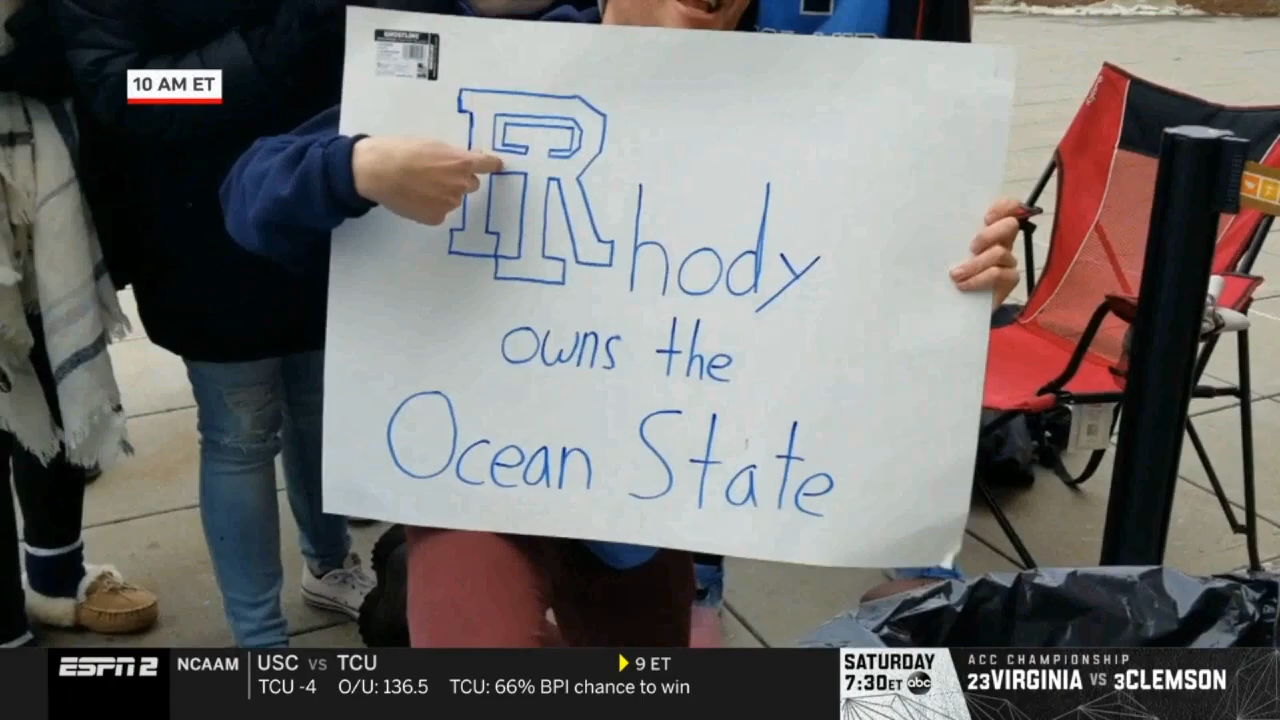 GHOSTLINE
10 AM ET
Rhody
owns the
Ocean State
ESPN2
NCAAM
USC VS TCU
9 ET
TCU -4 O/U: 136.5 TCU: 66% BPI chance to win
SATURDAY
7:30ET abc
ACC CHAMPIONSHIP
23VIRGINIA VS 3CLEMSON